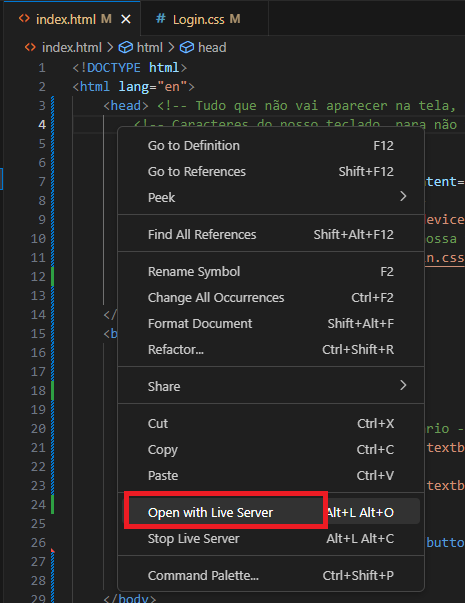 index.html M
Login.css M
index.html > html > head
1 <!DOCTYPE html>
2 <html lang="en">
3 <head> <!-- Tudo que não vai aparecer na tela,
4 <!-- Caracteres do nosso teclado, para não
5
6
7 tent=
8
9 evice
10 ossa
11 n.css
12
13
14 </
15 <b
16
17
18
19
20 rio -
21 textb
22
23 textb
24
25
26 butto
27
28
29 </body>
Go to Definition F12
Go to References Shift+F12
Peek
Find All References Shift+Alt+F12
Rename Symbol F2
Change All Occurrences Ctrl+F2
Format Document Shift+Alt+F
Refactor... Ctrl+Shift+R
Share
Cut Ctrl+X
Copy Ctrl+C
Paste Ctrl+V
Open with Live Server Alt+L Alt+O
Stop Live Server Alt+L Alt+C
Command Palette... Ctrl+Shift+P